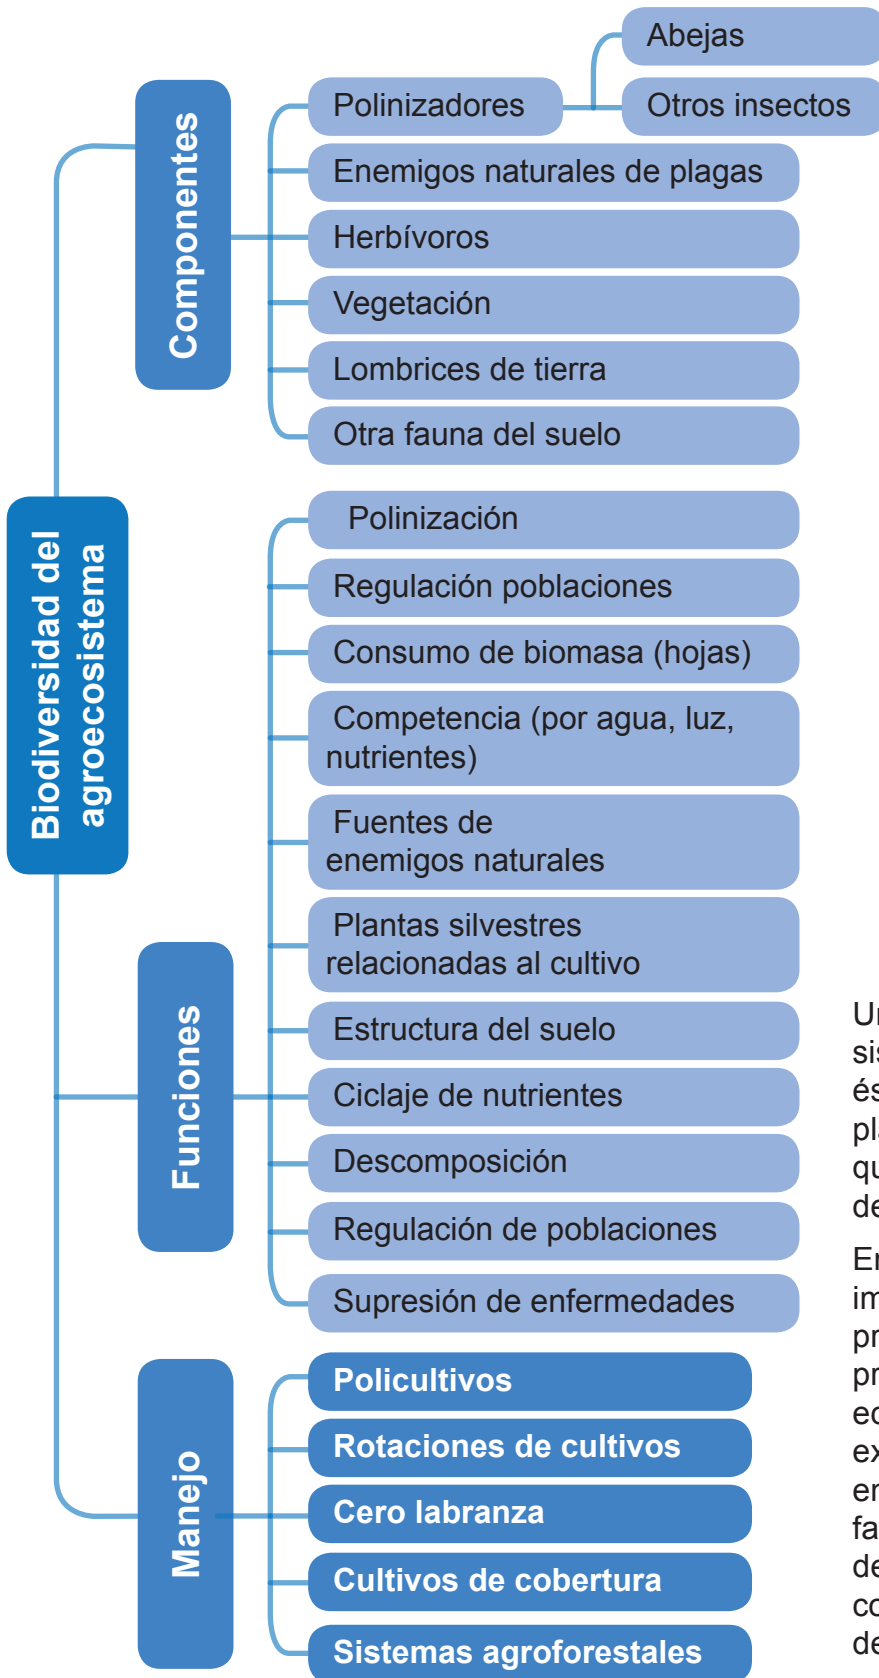 Biodiversidad del
agroecosistema
Componentes
Polinizadores
Abejas
Otros insectos
Enemigos naturales de plagas
Herbívoros
Vegetación
Lombrices de tierra
Otra fauna del suelo
Funciones
Polinización
Regulación poblaciones
Consumo de biomasa (hojas)
Competencia (por agua, luz,
nutrientes)
Fuentes de
enemigos naturales
Plantas silvestres
relacionadas al cultivo
Estructura del suelo
Ciclaje de nutrientes
Descomposición
Regulación de poblaciones
Supresión de enfermedades
Manejo
Policultivos
Rotaciones de cultivos
Cero labranza
Cultivos de cobertura
Sistemas agroforestales